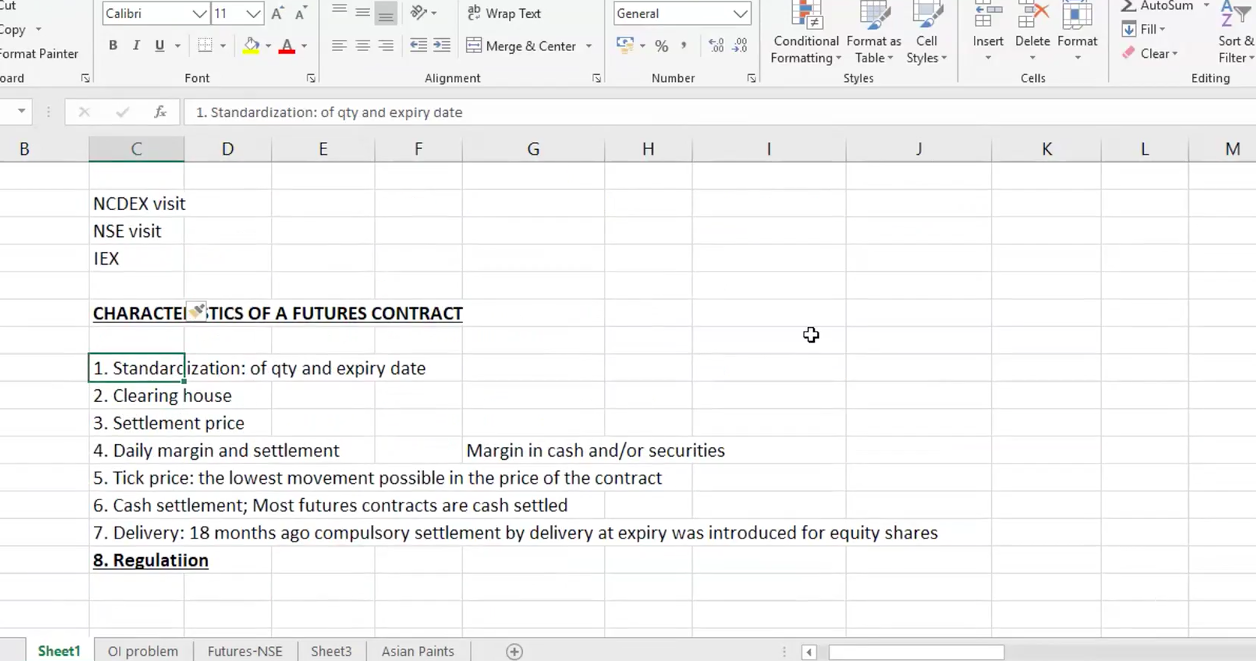 Cut
Calibri 11 Wrap Text General AutoSum
Copy Fill
Format Painter B I U Merge & Center % Conditional Formatting Format as Table Cell Styles Insert Delete Format Clear Sort & Filter
oard Font Alignment Number Styles Cells Editing
fx 1. Standardization: of qty and expiry date
B C D E F G H I J K L M
NCDEX visit
NSE visit
IEX
CHARACTERISTICS OF A FUTURES CONTRACT
1. Standardization: of qty and expiry date
2. Clearing house
3. Settlement price
4. Daily margin and settlement Margin in cash and/or securities
5. Tick price: the lowest movement possible in the price of the contract
6. Cash settlement; Most futures contracts are cash settled
7. Delivery: 18 months ago compulsory settlement by delivery at expiry was introduced for equity shares
8. Regulatiion
Sheet1 OI problem Futures-NSE Sheet3 Asian Paints